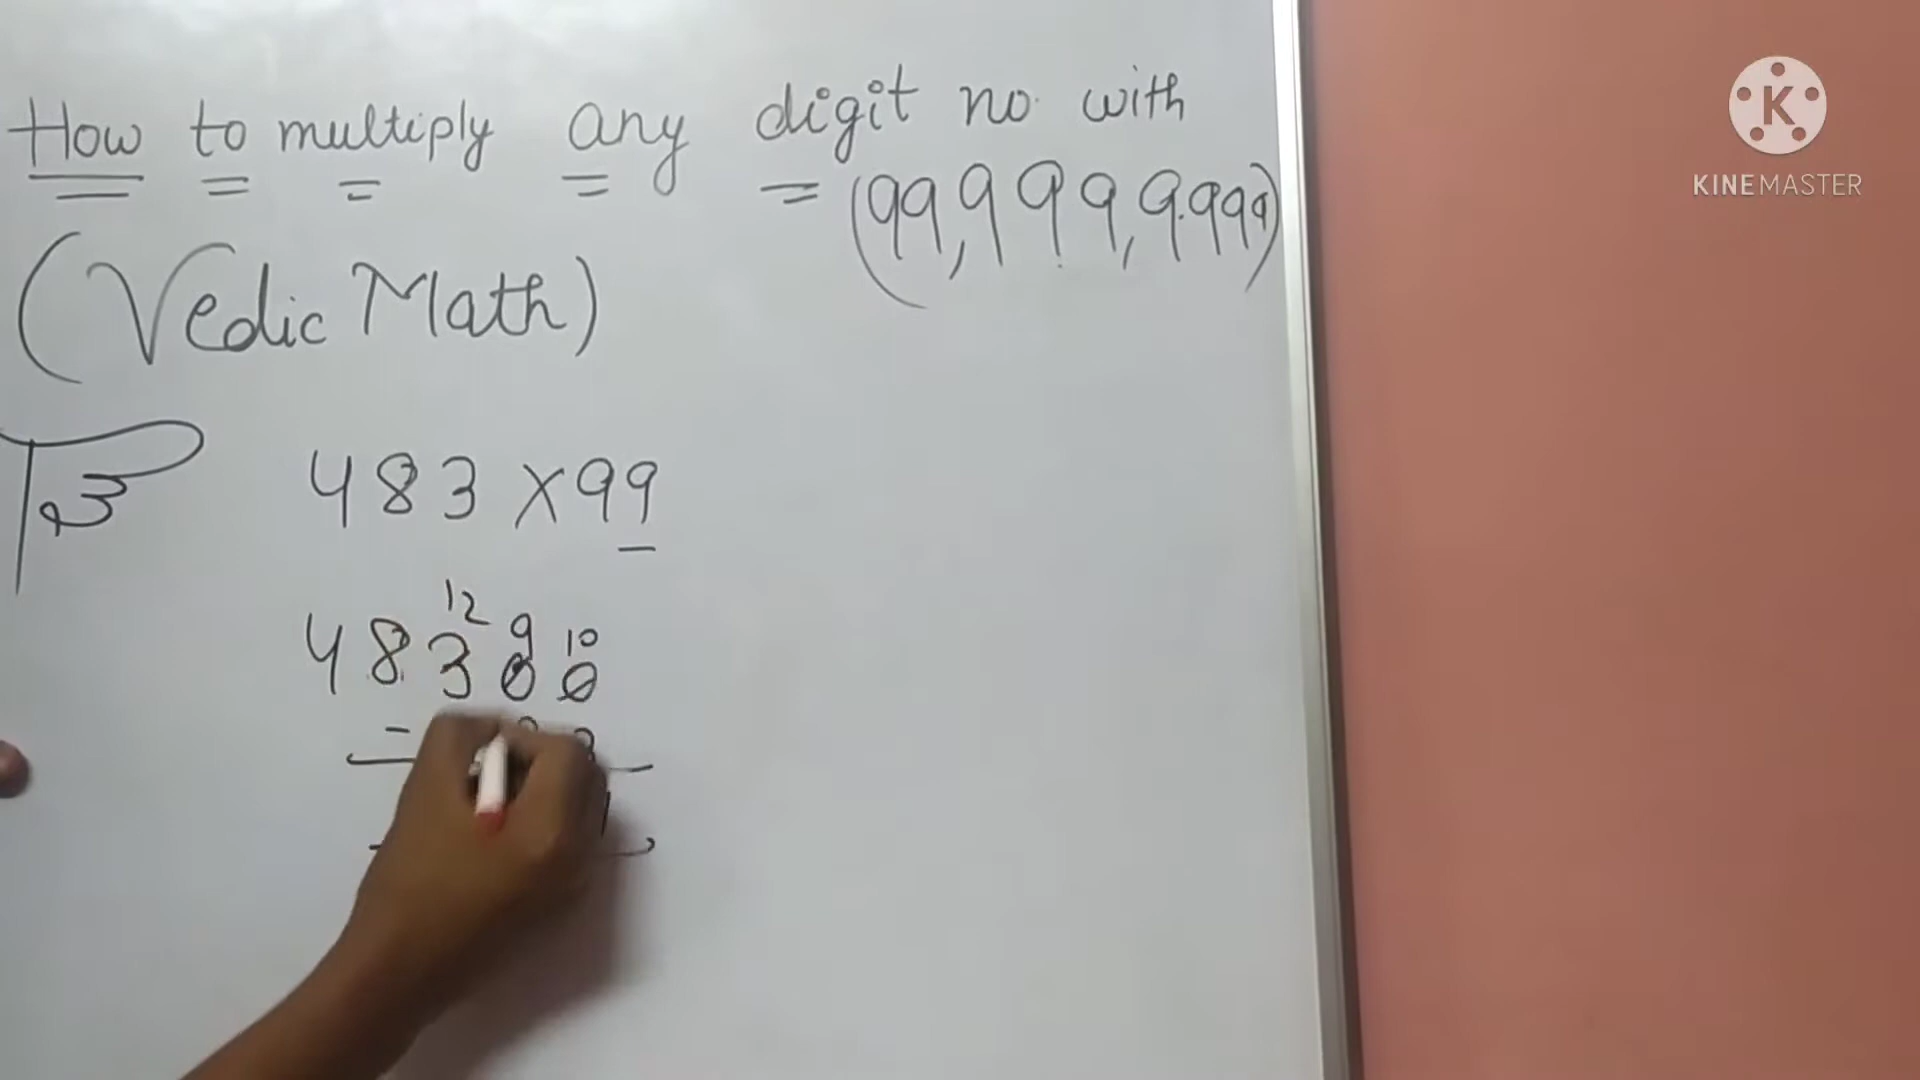 How to multiply any digit no. with
= (99, 999, 9999)
(Vedic Math)
KINEMASTER
483 X 99
12 9 10
48300
-